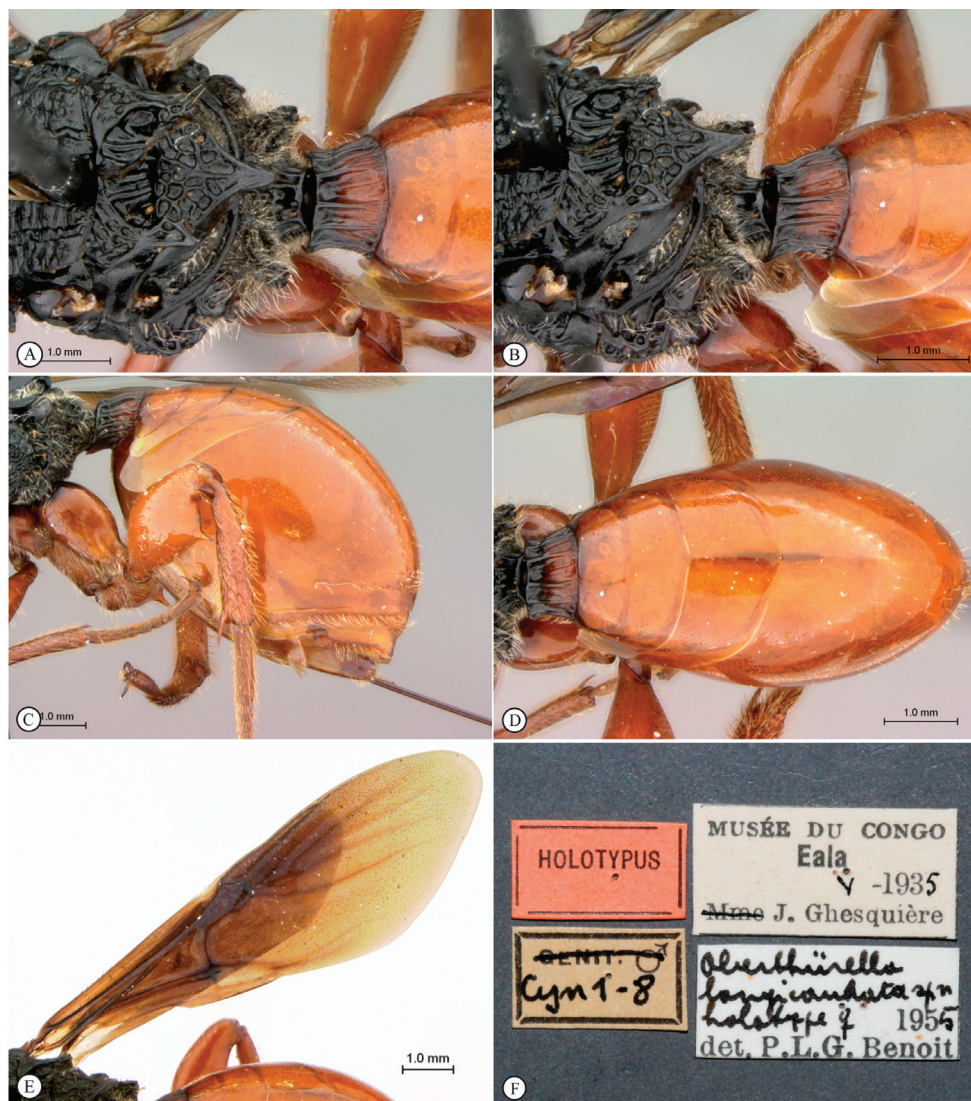 A
1.0 mm
B
1.0 mm
C
1.0 mm
D
1.0 mm
E
1.0 mm
HOLOTYPUS
MUSÉE DU CONGO
Eala
V -1935
Mme J. Ghesquière
GENIT. ♂
Cyn 1-8
Oberthürella
longicaudata sp n
holotype ♀ 1955
det. P.L.G. Benoit
F